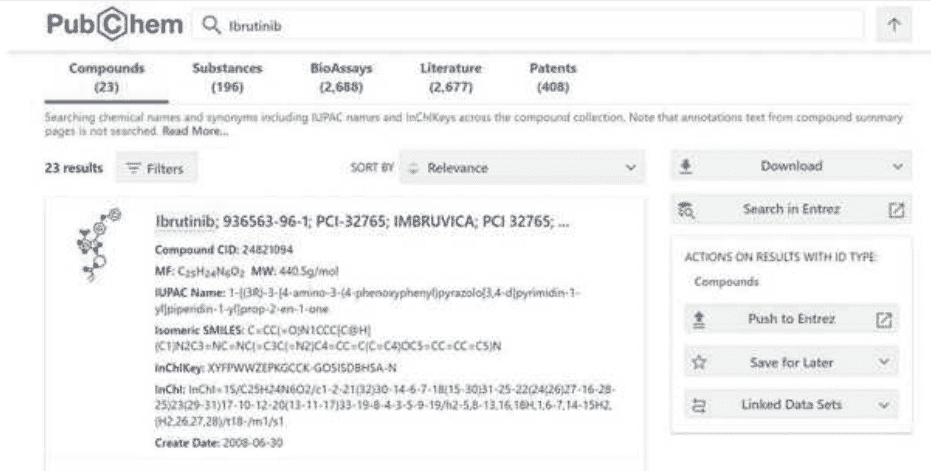 PubChem
Ibrutinib
Compounds
(23)
Substances
(196)
BioAssays
(2,688)
Literature
(2,677)
Patents
(408)
Searching chemical names and synonyms including IUPAC names and InChIKeys across the compound collection. Note that annotations text from compound summary
pages is not searched. Read More...
23 results
Filters
SORT BY
Relevance
Download
Search in Entrez
Ibrutinib; 936563-96-1; PCI-32765; IMBRUVICA; PCI 32765; ...
Compound CID: 24821094
MF: C₂₅H₂₄N₆O₂ MW: 440.5g/mol
IUPAC Name: 1-[(3R)-3-[4-amino-3-(4-phenoxyphenyl)pyrazolo[3,4-d]pyrimidin-1-
yl]piperidin-1-yl]prop-2-en-1-one
Isomeric SMILES: C=CC(=O)N1CCC[C@H]
(C1)N2C3=NC=NC(=C3C(=N2)C4=CC=C(C=C4)OC5=CC=CC=C5)N
InChIKey: XYFPWWZEPKGCCK-GOSISDBHSA-N
InChI: InChI=1S/C25H24N6O2/c1-2-21(32)30-14-6-7-18(15-30)31-25-22(24(26)27-16-28-
25)23(29-31)17-10-12-20(13-11-17)33-19-8-4-3-5-9-19/h2-5,8-13,16,18H,1,6-7,14-15H2,
(H2,26,27,28)/t18-/m1/s1
Create Date: 2008-06-30
ACTIONS ON RESULTS WITH ID TYPE:
Compounds
Push to Entrez
Save for Later
Linked Data Sets